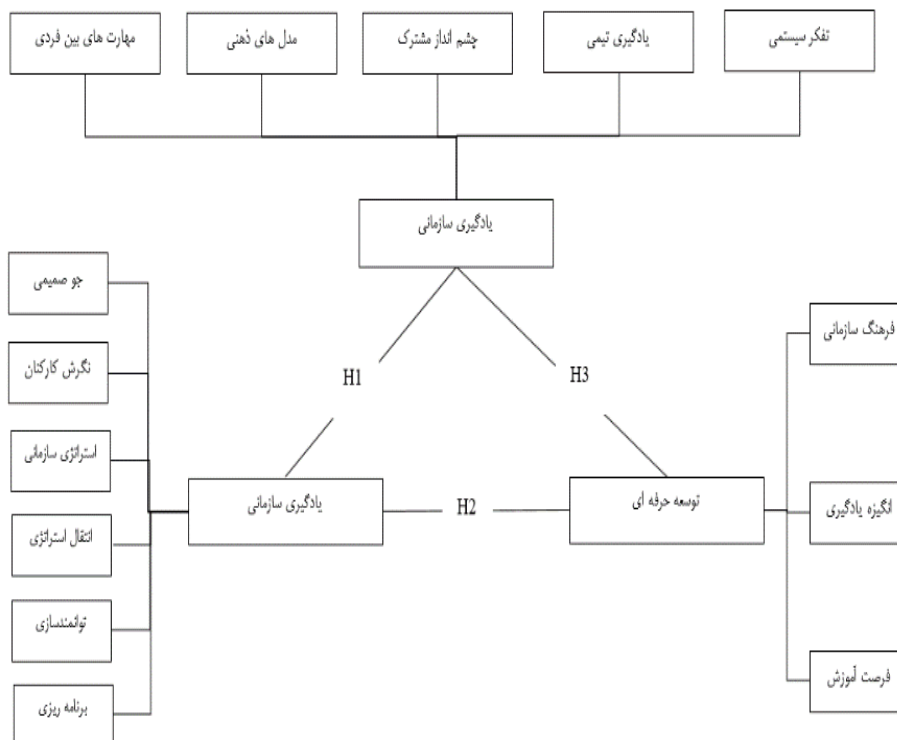 تفکر سیستمی
یادگیری تیمی
چشم انداز مشترک
مدل های ذهنی
مهارت های بین فردی
یادگیری سازمانی
جو صمیمی
نگرش کارکنان
استراتژی سازمانی
انتقال استراتژی
توانمندسازی
برنامه ریزی
یادگیری سازمانی
H1
H3
H2
توسعه حرفه ای
فرهنگ سازمانی
انگیزه یادگیری
فرصت آموزش